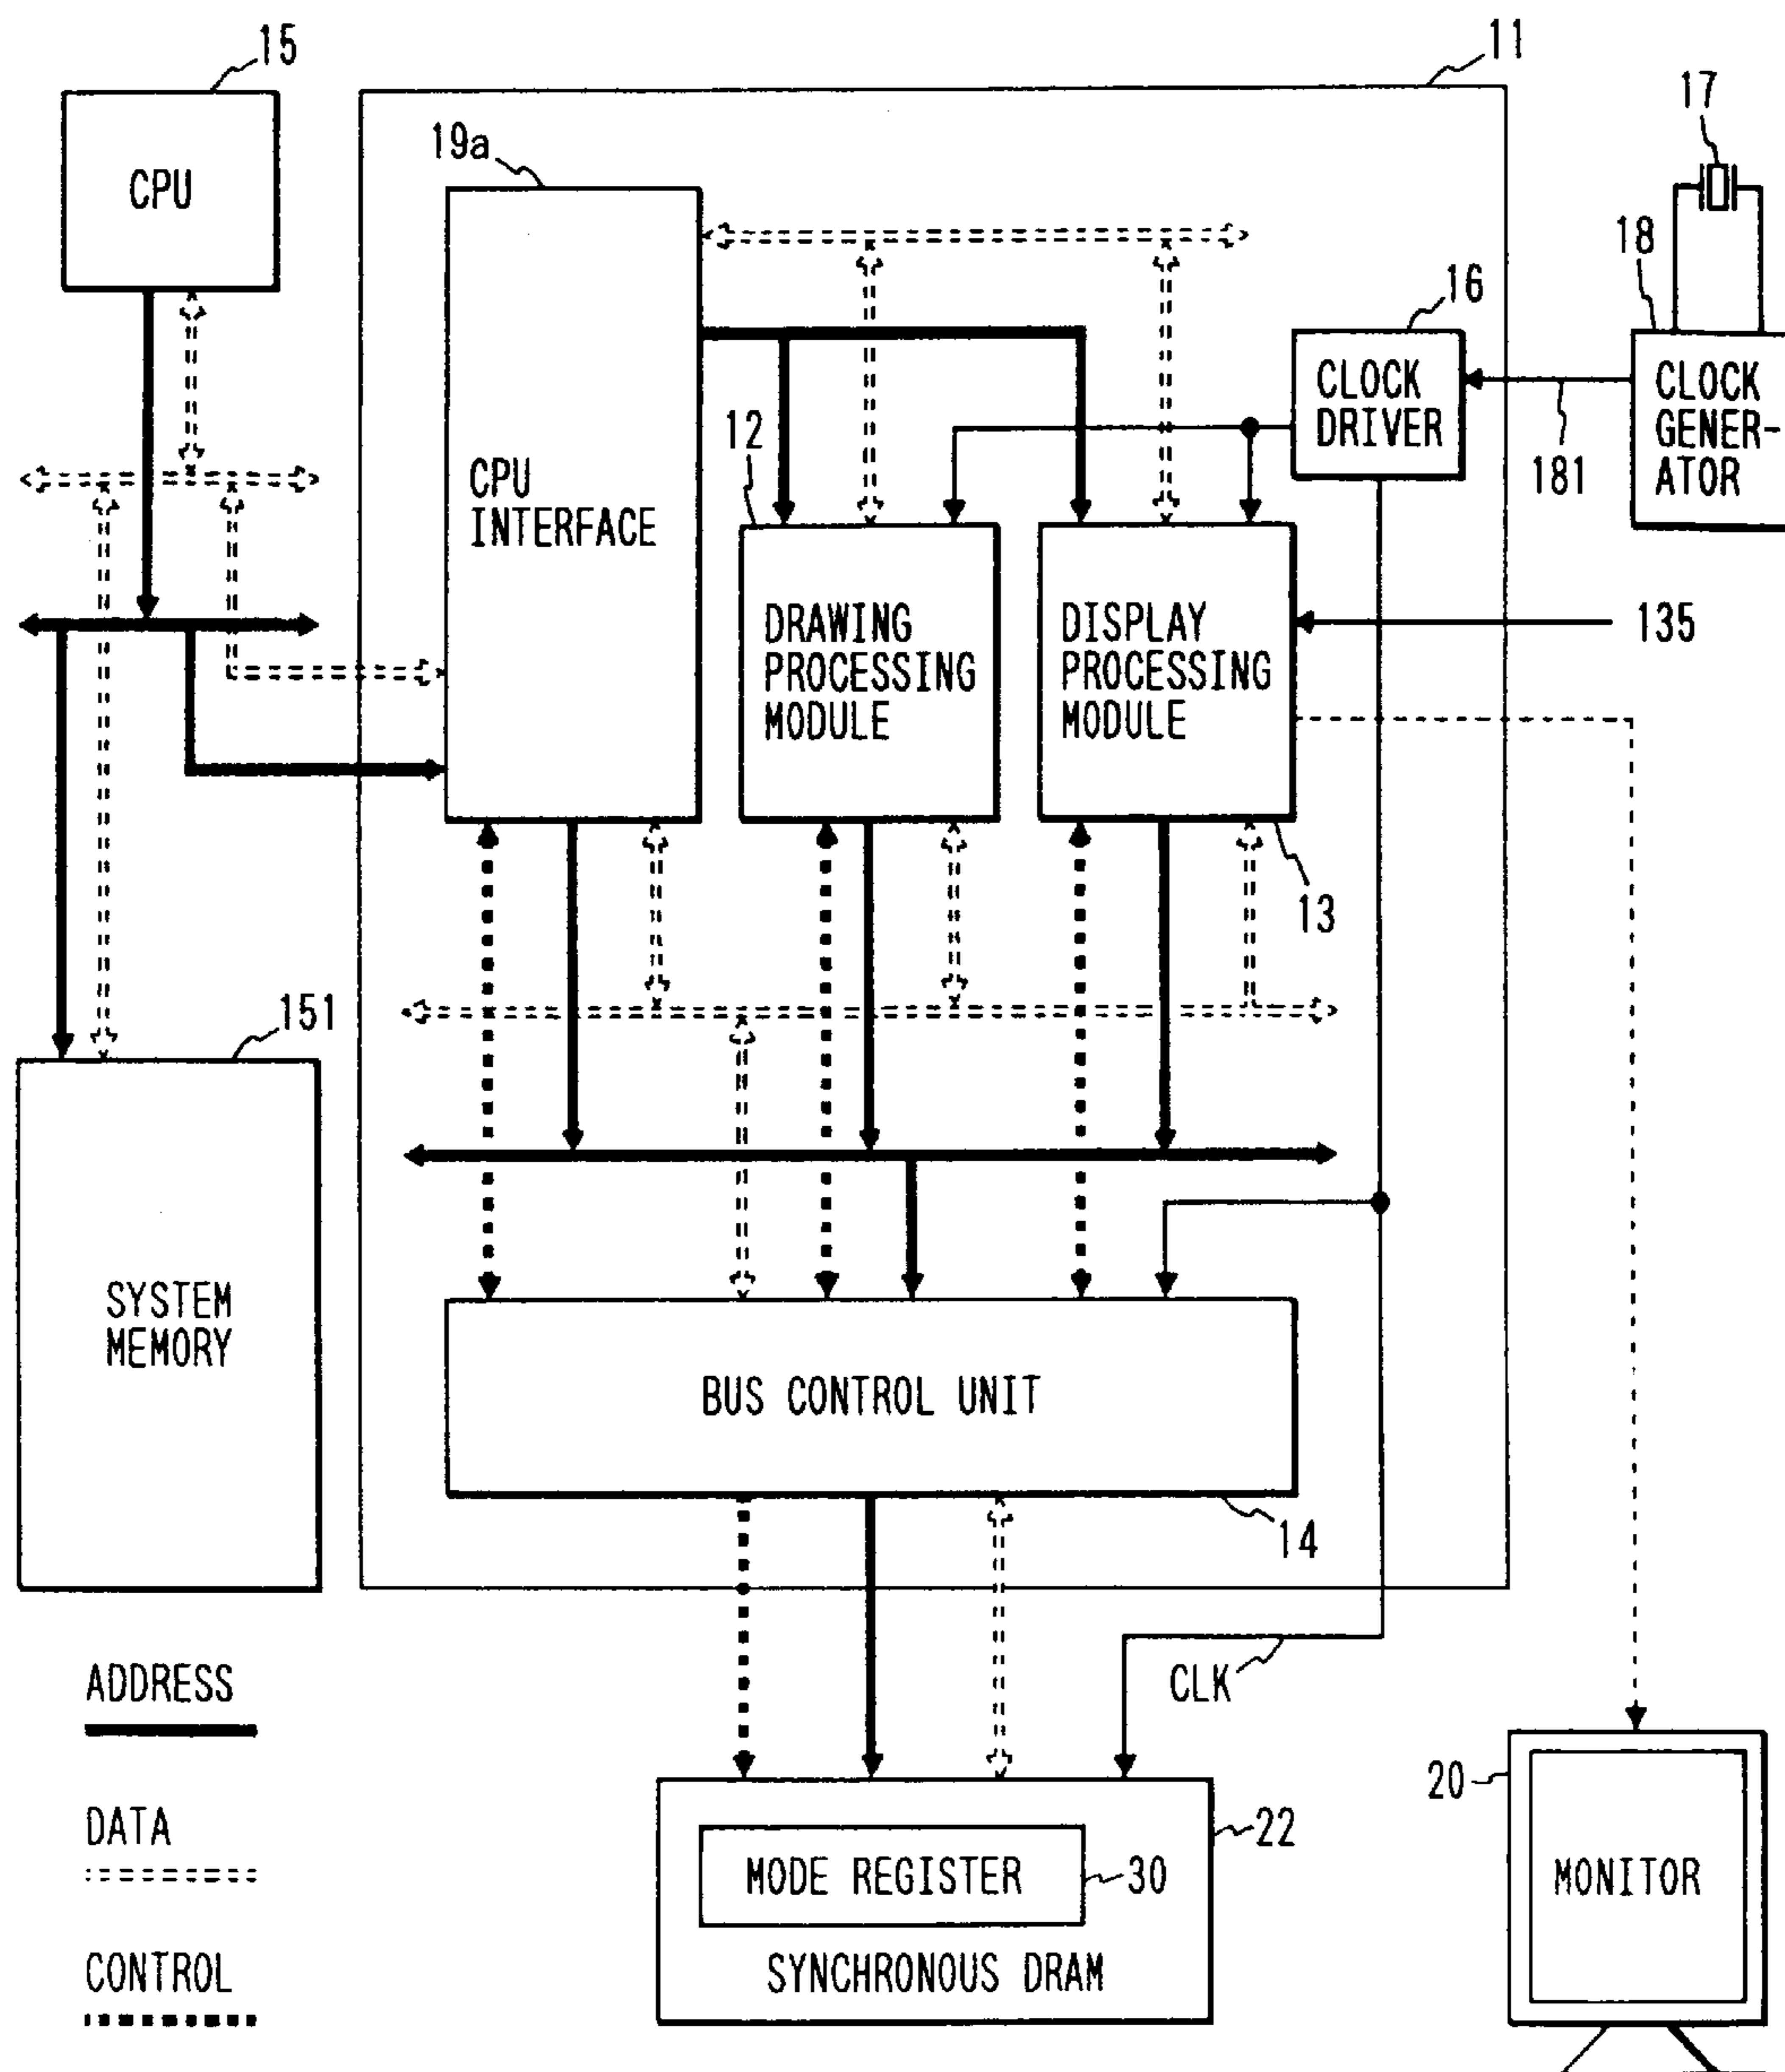 15
11
17
19a
CPU
18
16
CLOCK
DRIVER
CLOCK
GENER-
ATOR
12
181
CPU
INTERFACE
DRAWING
PROCESSING
MODULE
DISPLAY
PROCESSING
MODULE
135
13
151
SYSTEM
MEMORY
BUS CONTROL UNIT
14
ADDRESS
CLK
20
22
DATA
MODE REGISTER
30
MONITOR
CONTROL
SYNCHRONOUS DRAM